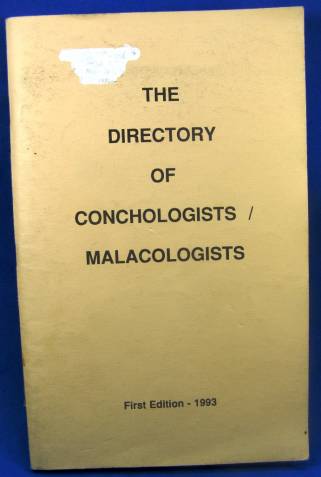 THE
DIRECTORY
OF
CONCHOLOGISTS /
MALACOLOGISTS
First Edition - 1993